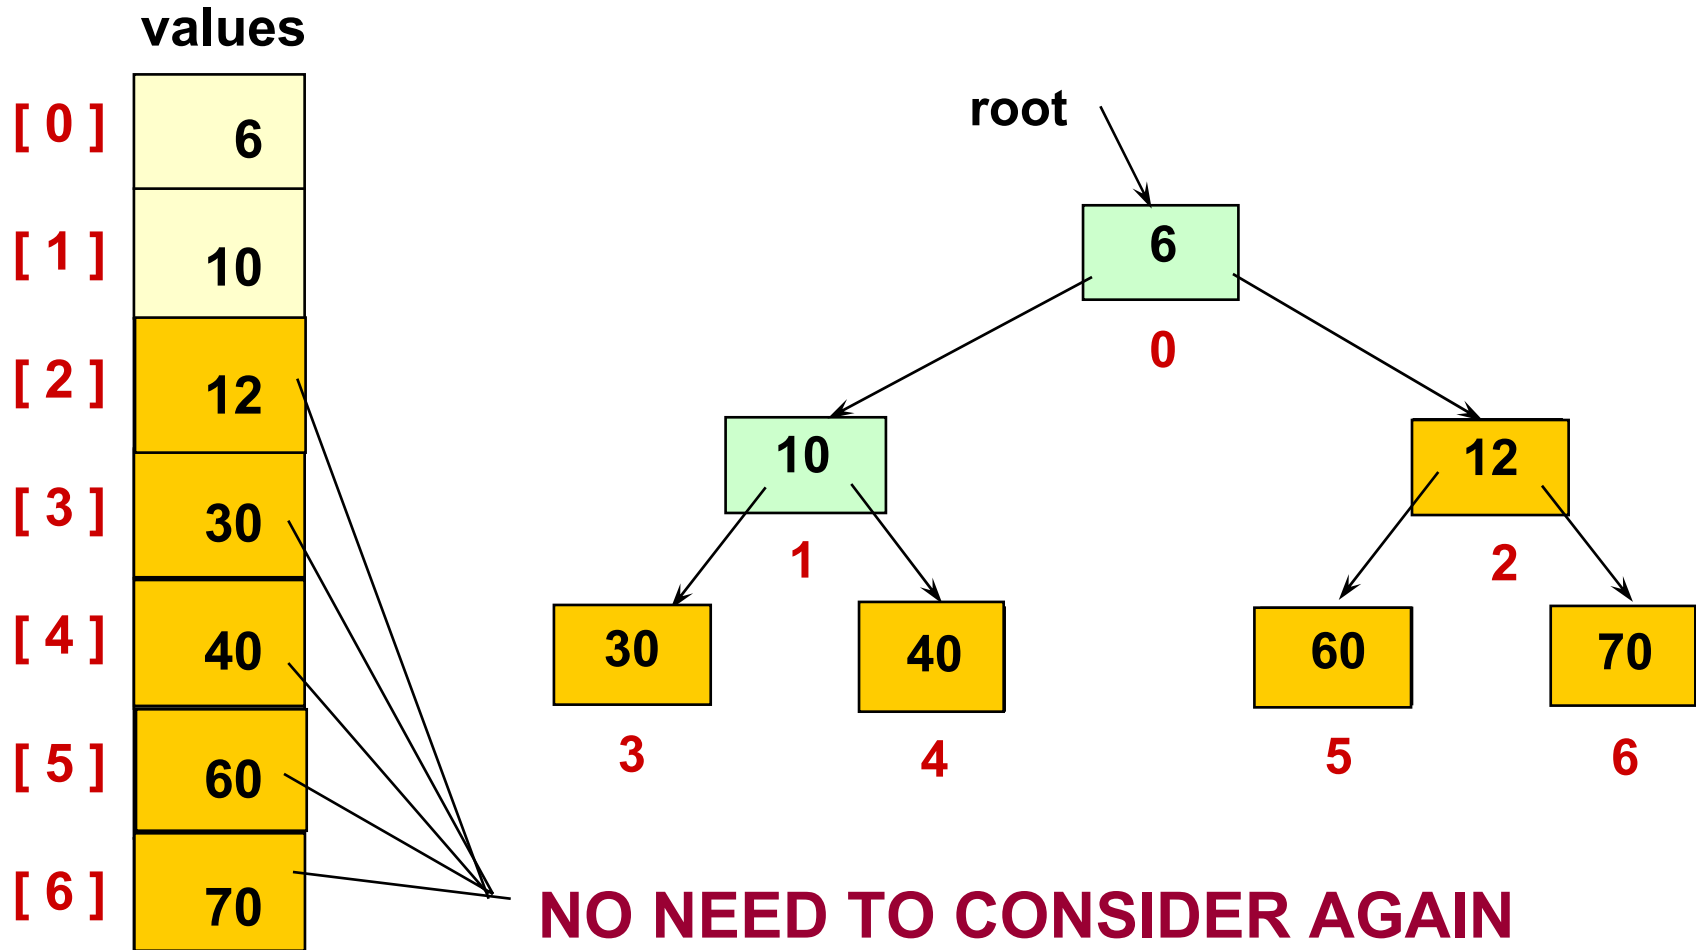 values
[ 0 ] 6
[ 1 ] 10
[ 2 ] 12
[ 3 ] 30
[ 4 ] 40
[ 5 ] 60
[ 6 ] 70
root
6
0
10 12
1 2
30 40 60 70
3 4 5 6
NO NEED TO CONSIDER AGAIN